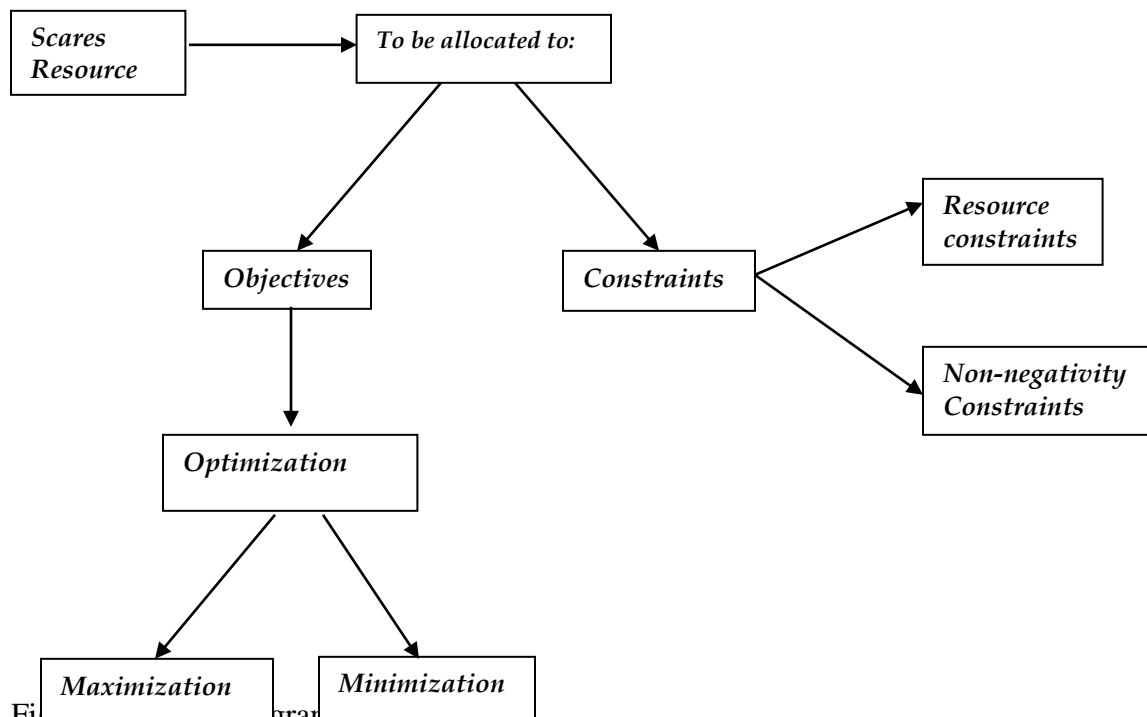 Scares
Resource
To be allocated to:
Resource
constraints
Objectives
Constraints
Non-negativity
Constraints
Optimization
Maximization
Minimization